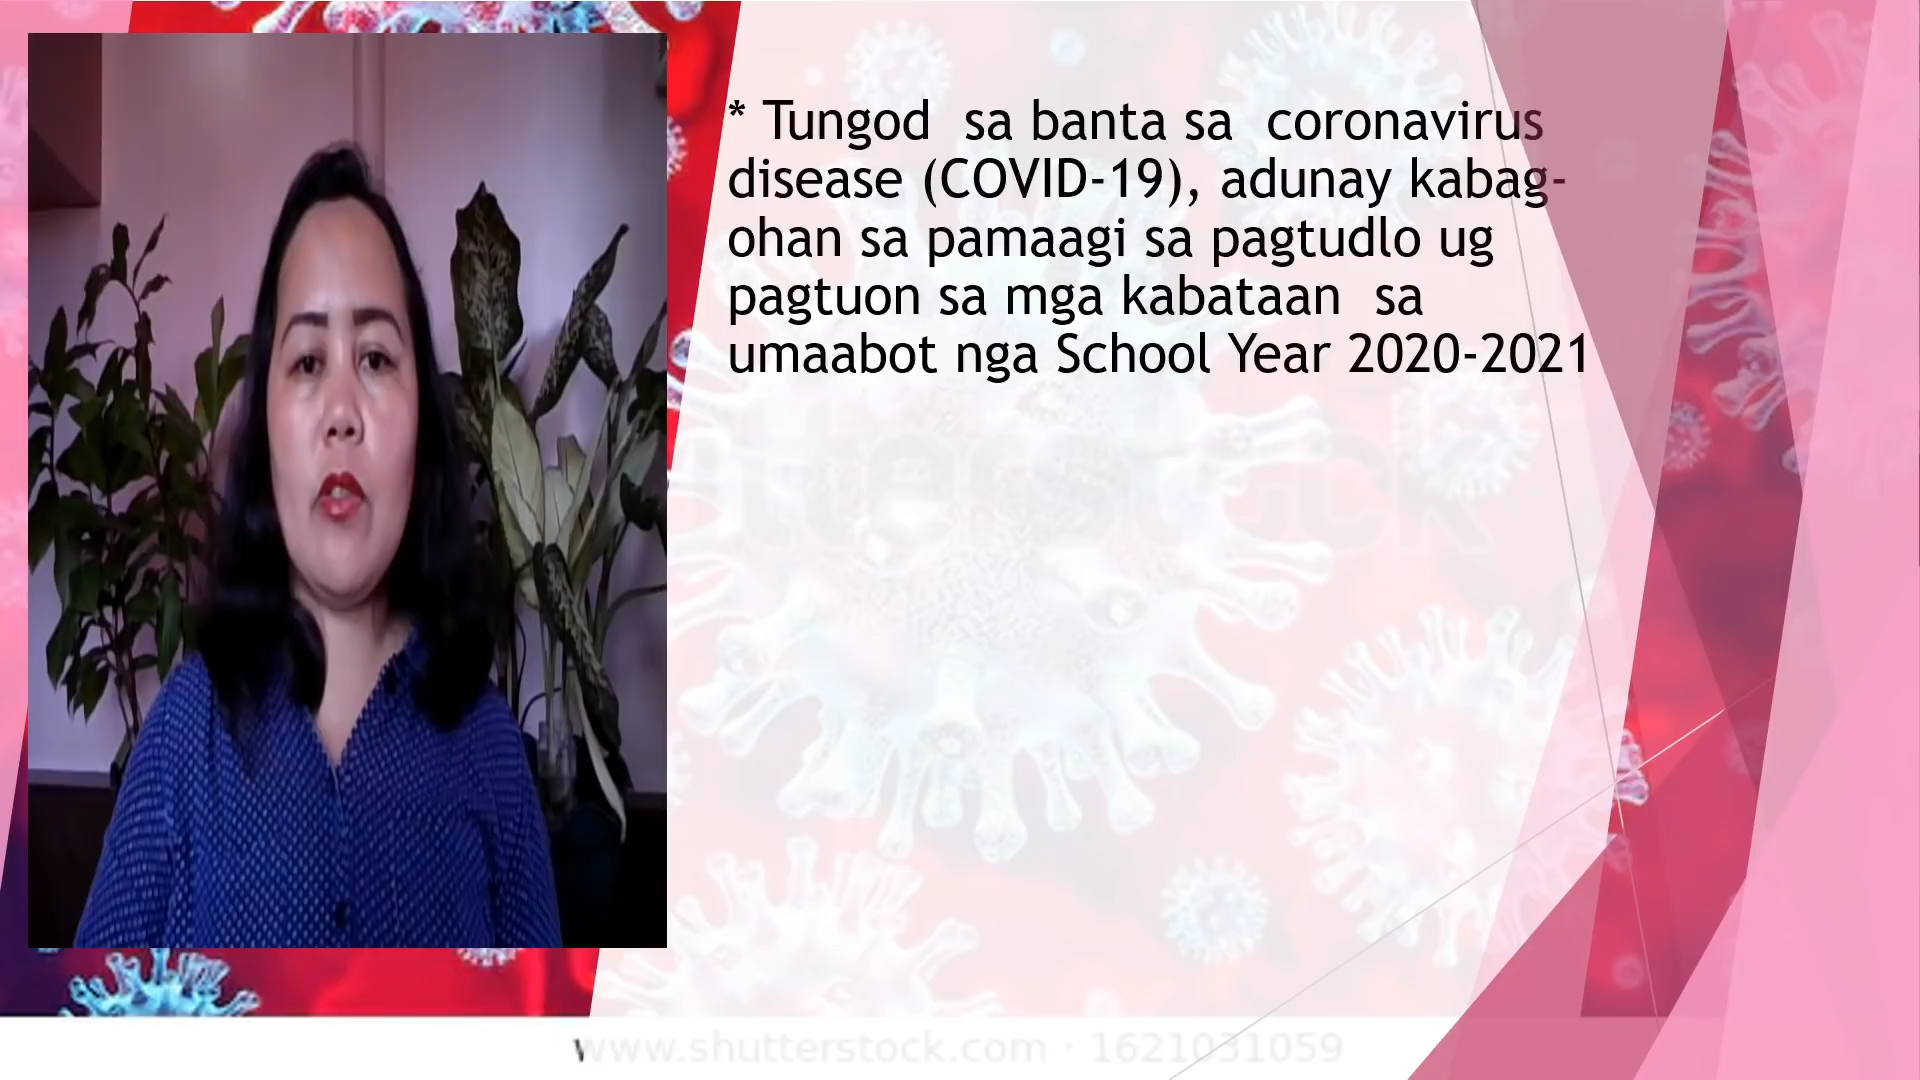 * Tungod sa banta sa coronavirus
disease (COVID-19), adunay kabag-
ohan sa pamaagi sa pagtudlo ug
pagtuon sa mga kabataan sa
umaabot nga School Year 2020-2021
www.shutterstock.com · 1621031059